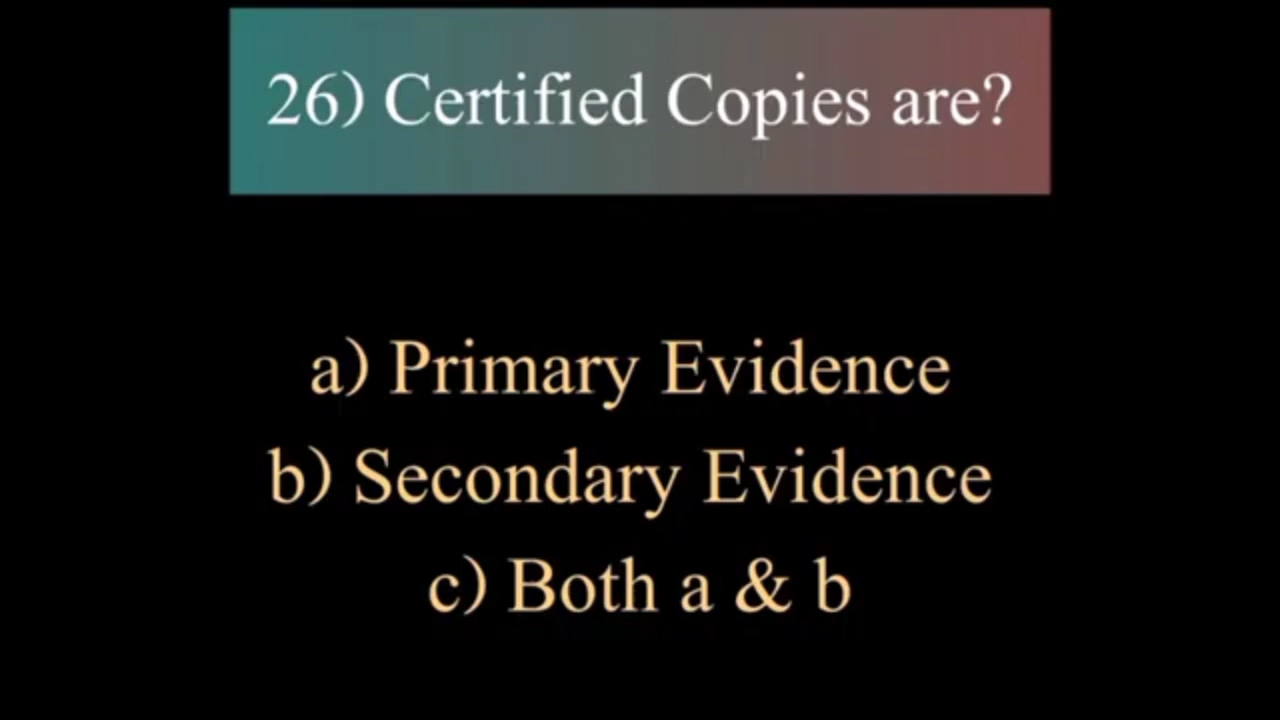 26) Certified Copies are?
a) Primary Evidence
b) Secondary Evidence
c) Both a & b